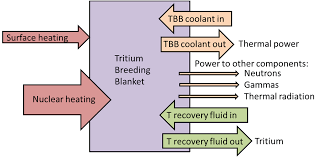 TBB coolant in
Surface heating
TBB coolant out
Thermal power
Tritium
Breeding
Blanket
Power to other components:
Neutrons
Gammas
Thermal radiation
Nuclear heating
T recovery fluid in
T recovery fluid out
Tritium